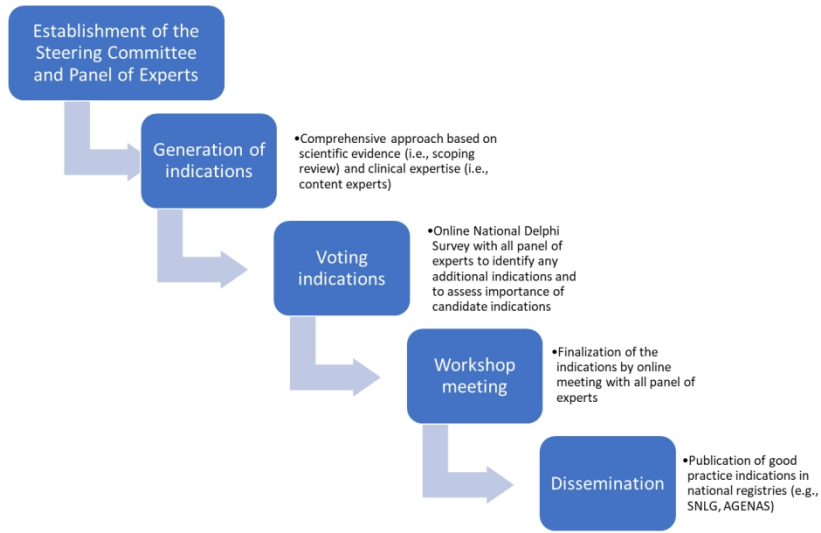 Establishment of the
Steering Committee
and Panel of Experts
Generation of
indications
•Comprehensive approach based on
scientific evidence (i.e., scoping
review) and clinical expertise (i.e.,
content experts)
Voting
indications
•Online National Delphi
Survey with all panel of
experts to identify any
additional indications and
to assess importance of
candidate indications
Workshop
meeting
•Finalization of the
indications by online
meeting with all panel of
experts
Dissemination
•Publication of good
practice indications in
national registries (e.g.,
SNLG, AGENAS)